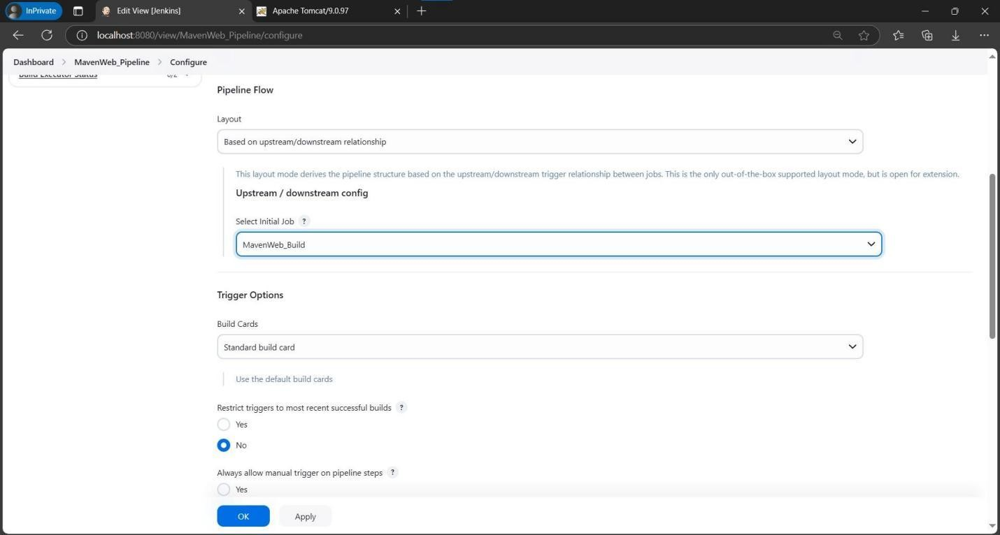 InPrivate
Edit View [Jenkins]
Apache Tomcat/9.0.97
localhost:8080/view/MavenWeb_Pipeline/configure
Dashboard > MavenWeb_Pipeline > Configure
Build Executor Status 0/2
Pipeline Flow
Layout
Based on upstream/downstream relationship
This layout mode derives the pipeline structure based on the upstream/downstream trigger relationship between jobs. This is the only out-of-the-box supported layout mode, but is open for extension.
Upstream / downstream config
Select Initial Job ?
MavenWeb_Build
Trigger Options
Build Cards
Standard build card
Use the default build cards
Restrict triggers to most recent successful builds ?
Yes
No
Always allow manual trigger on pipeline steps ?
Yes
OK
Apply